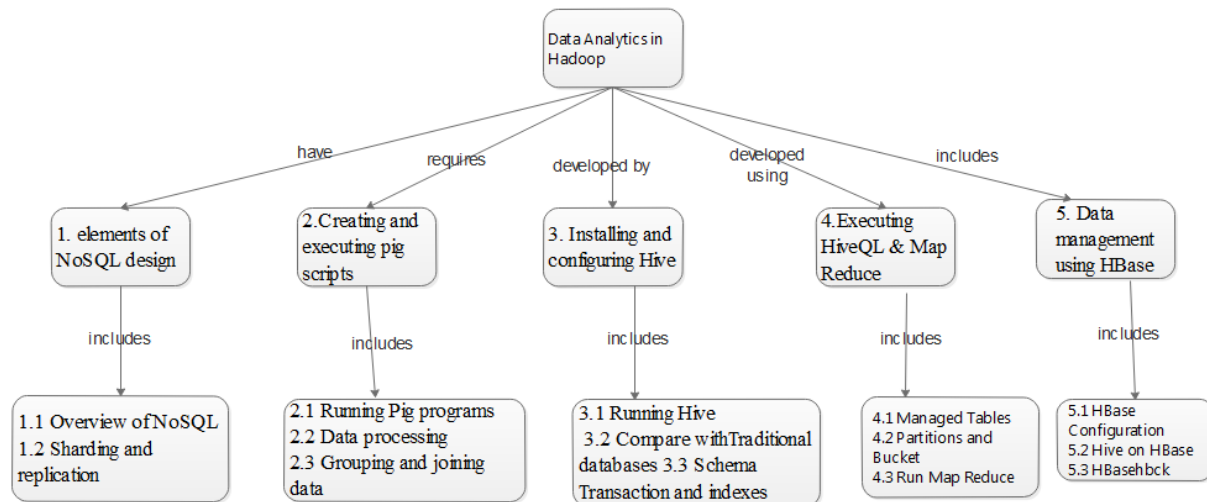 Data Analytics in
Hadoop
have
requires
developed by
developed
using
includes
1. elements of
NoSQL design
2.Creating and
executing pig
scripts
3. Installing and
configuring Hive
4.Executing
HiveQL & Map
Reduce
5. Data
management
using HBase
includes
includes
includes
includes
includes
1.1 Overview of NoSQL
1.2 Sharding and
replication
2.1 Running Pig programs
2.2 Data processing
2.3 Grouping and joining
data
3.1 Running Hive
3.2 Compare withTraditional
databases 3.3 Schema
Transaction and indexes
4.1 Managed Tables
4.2 Partitions and
Bucket
4.3 Run Map Reduce
5.1 HBase
Configuration
5.2 Hive on HBase
5.3 HBasehbck